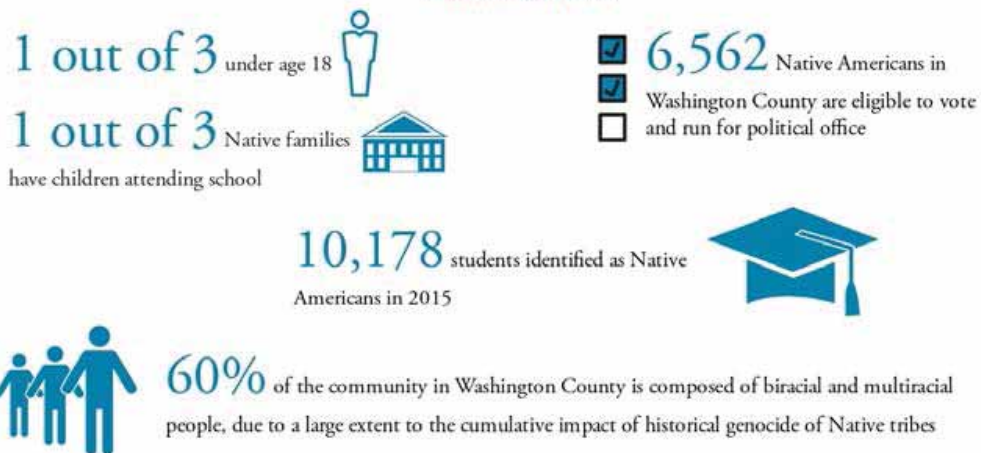 1 out of 3 under age 18
1 out of 3 Native families
have children attending school
6,562 Native Americans in
Washington County are eligible to vote
and run for political office
10,178 students identified as Native
Americans in 2015
60% of the community in Washington County is composed of biracial and multiracial
people, due to a large extent to the cumulative impact of historical genocide of Native tribes